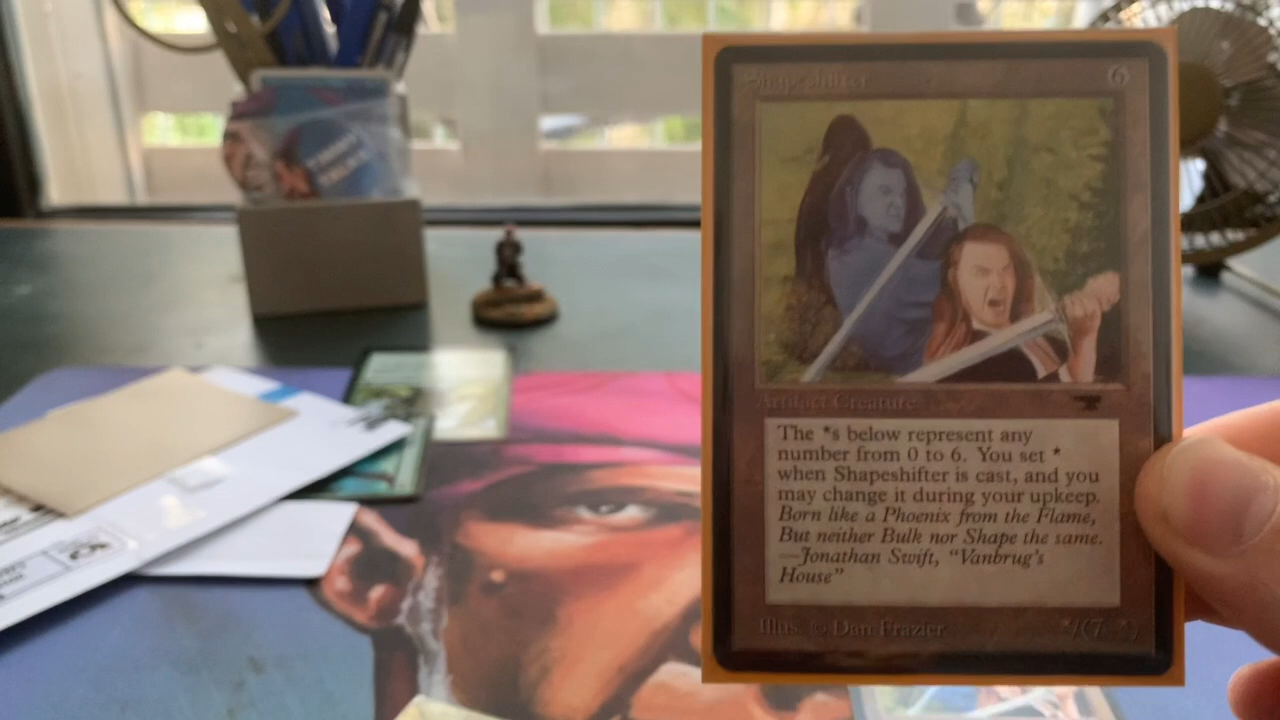 Shapeshifter 6
Artifact Creature
The *s below represent any
number from 0 to 6. You set *
when Shapeshifter is cast, and you
may change it during your upkeep.
Born like a Phoenix from the Flame,
But neither Bulk nor Shape the same.
—Jonathan Swift, "Vanbrug's
House"
Illus. © Dan Frazier */(7-*)